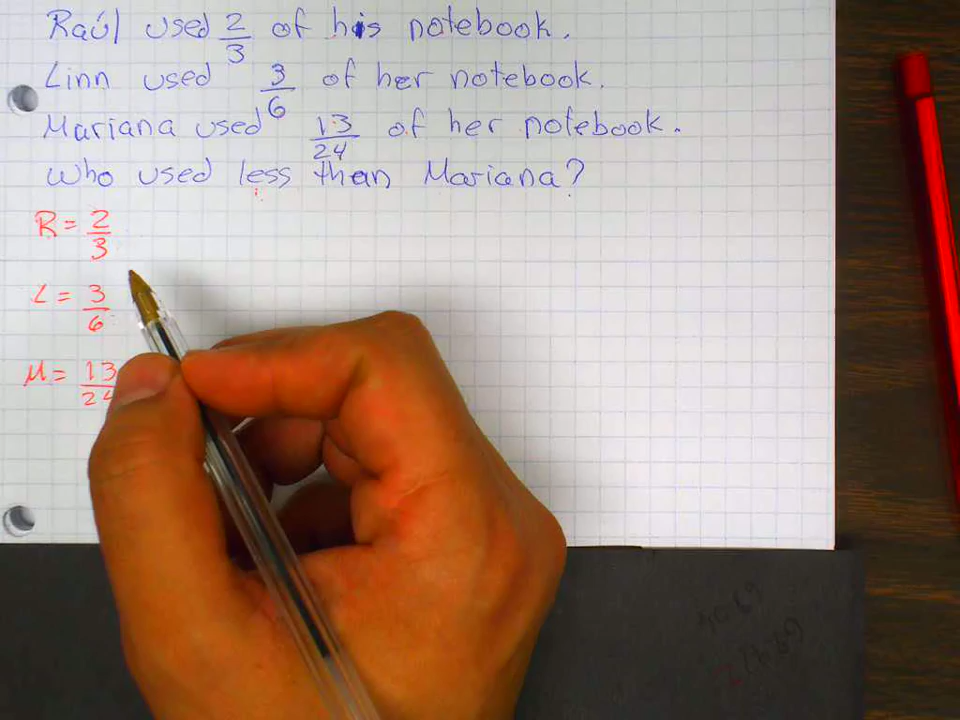 Raúl used 2/3 of his notebook.
Linn used 3/6 of her notebook.
Mariana used 13/24 of her notebook.
Who used less than Mariana?
R = 2/3
L = 3/6
M = 13/24